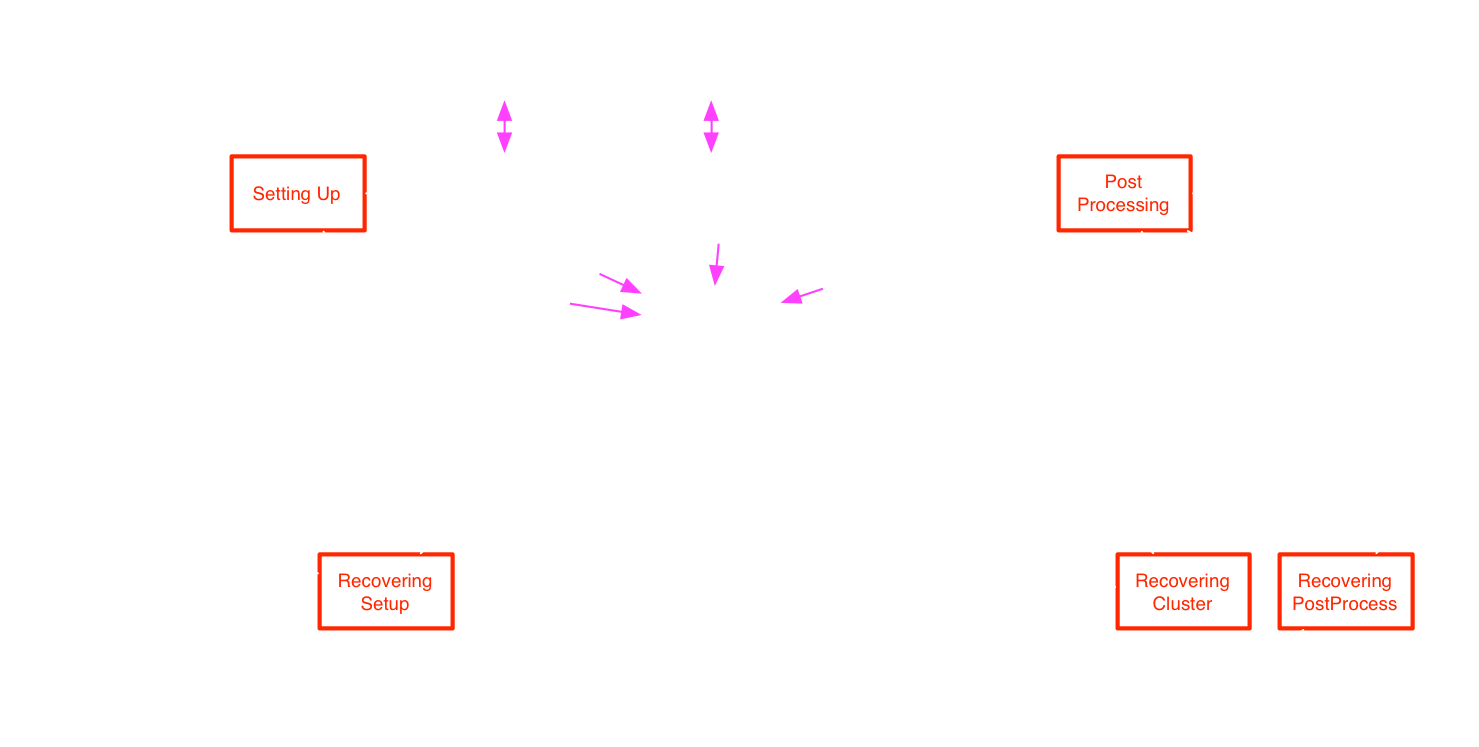 Setting Up
Post
Processing
Recovering
Setup
Recovering
Cluster
Recovering
PostProcess